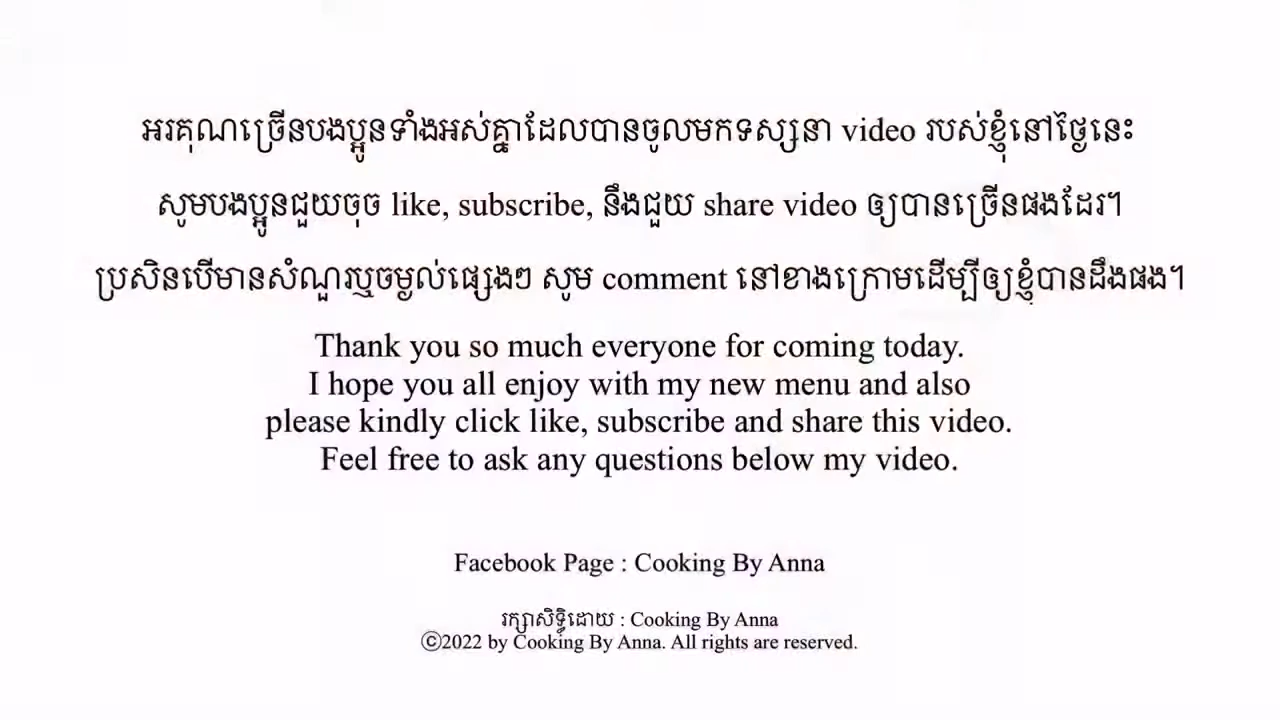 អរគុណច្រើនបងប្អូនទាំងអស់គ្នាដែលបានចូលមកទស្សនា video របស់ខ្ញុំនៅថ្ងៃនេះ
សូមបងប្អូនជួយចុច like, subscribe, នឹងជួយ share video ឲ្យបានច្រើនផងដែរ។
ប្រសិនបើមានសំណួរឬចម្ងល់ផ្សេងៗ សូម comment នៅខាងក្រោមដើម្បីឲ្យខ្ញុំបានដឹងផង។
Thank you so much everyone for coming today.
I hope you all enjoy with my new menu and also
please kindly click like, subscribe and share this video.
Feel free to ask any questions below my video.
Facebook Page : Cooking By Anna
រក្សាសិទ្ធិដោយ : Cooking By Anna
ⓒ2022 by Cooking By Anna. All rights are reserved.